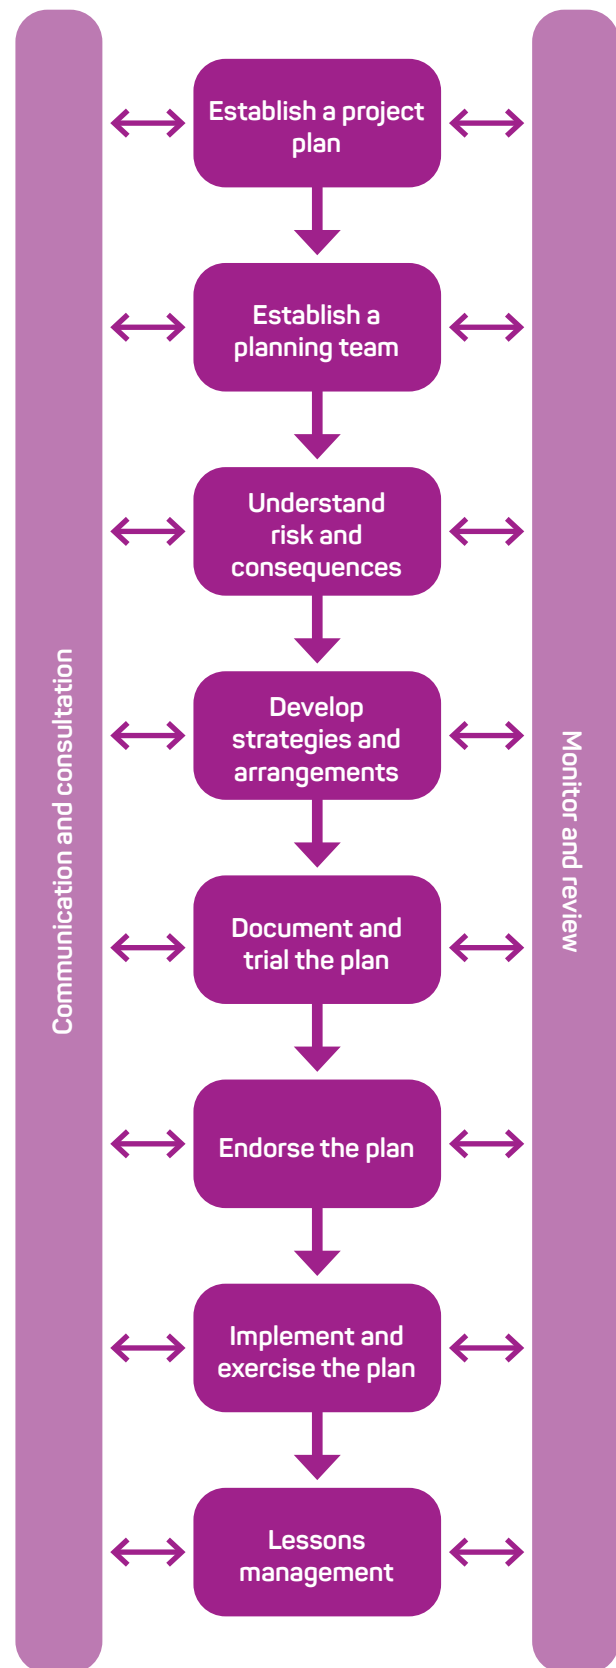 Communication and consultation
Establish a project
plan
Establish a
planning team
Understand
risk and
consequences
Develop
strategies and
arrangements
Document and
trial the plan
Endorse the plan
Implement and
exercise the plan
Lessons
management
Monitor and review